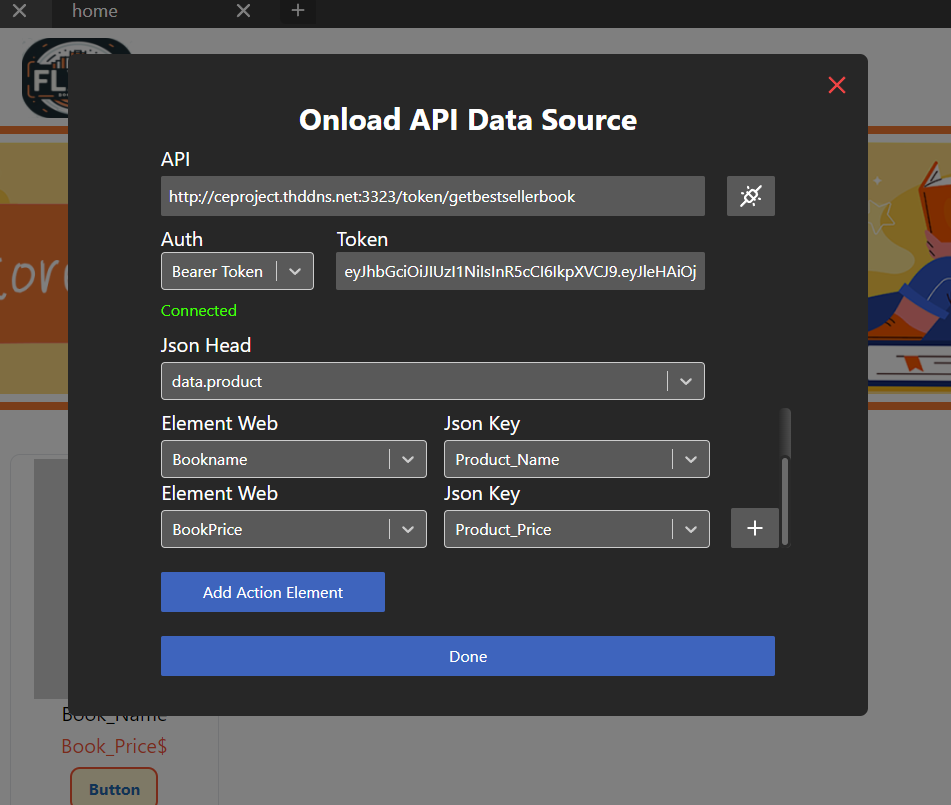 home
FL
Onload API Data Source
API
http://ceproject.thddns.net:3323/token/getbestsellerbook
Auth
Token
Bearer Token
eyJhbGciOiJIUzI1NiIsInR5cCI6IkpXVCJ9.eyJleHAiOj
Connected
Json Head
data.product
Element Web
Json Key
Bookname
Product_Name
Element Web
Json Key
BookPrice
Product_Price
Add Action Element
Done
Book_Name
Book_Price$
Button